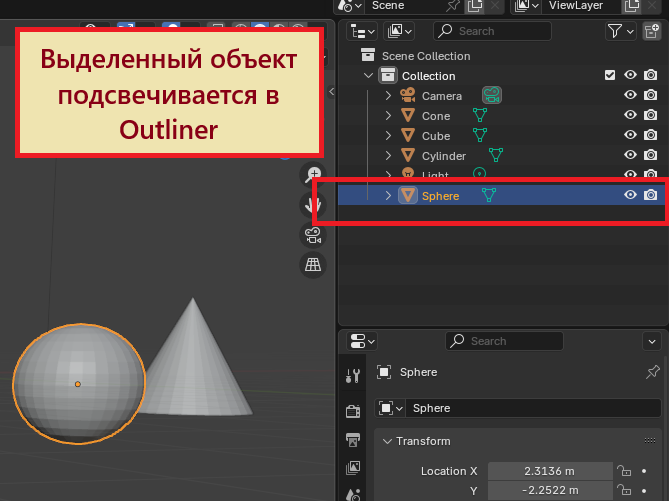 Scene
ViewLayer
Выделенный объект
подсвечивается в
Outliner
Search
Scene Collection
Collection
Camera
Cone
Cube
Cylinder
Light
Sphere
Search
Sphere
Sphere
Transform
Location X
2.3136 m
Y
-2.2522 m